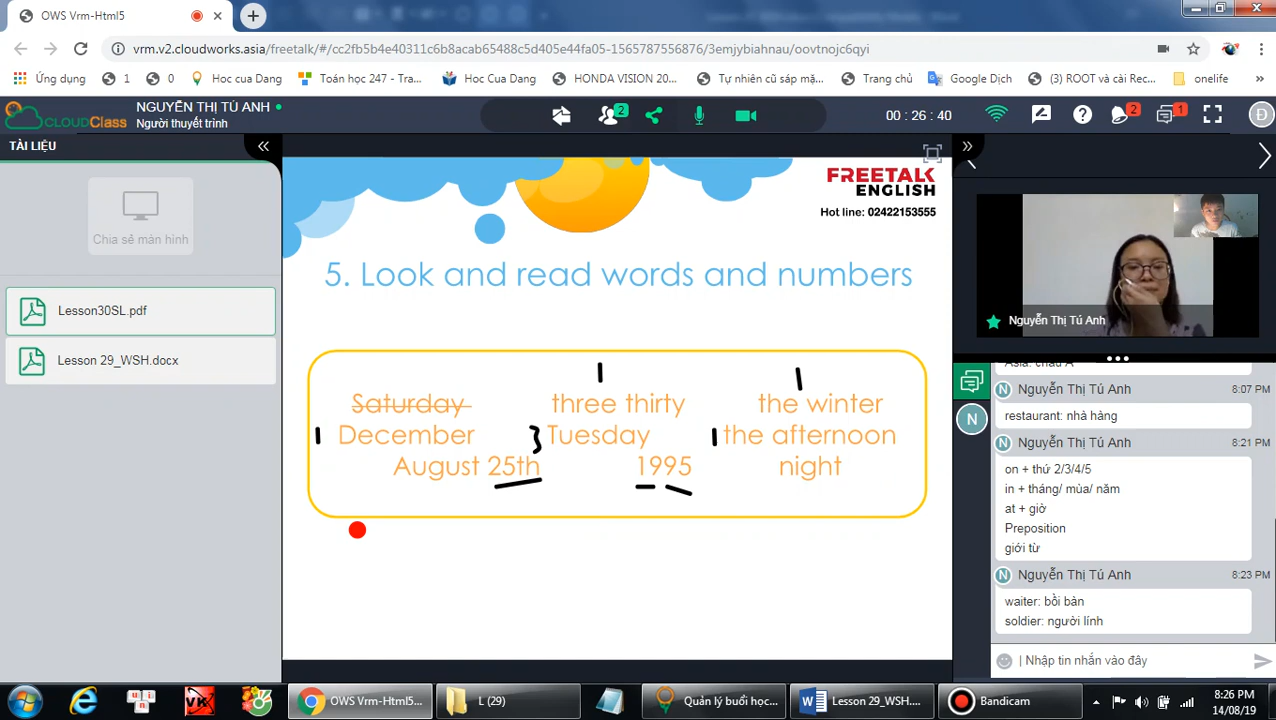 OWS Vrm-Html5
vrm.v2.cloudworks.asia/freetalk/#/cc2fb5b4e40311c6b8acab65c5d405e44fa05-1565787556876/3emjybiahnau/oovtnojc6qyi
Ứng dụng
1
0
Hoc cua Dang
Toán học 247 - Tra...
Học Cua Dang
HONDA VISION 20...
Tự nhiên cũ sáp mặ...
Trang chủ
Google Dịch
(3) ROOT và cài Rec...
onelife
»
CLOUDCLASS
NGUYỄN THỊ TÚ ANH
Người thuyết trình
2
00 : 26 : 40
2
1
Đ
TÀI LIỆU
Chia sẻ màn hình
Lesson30SL.pdf
Lesson 29_WSH.docx
FREETALK
ENGLISH
Hot line: 02422153555
5. Look and read words and numbers
Saturday three thirty the winter
December Tuesday the afternoon
August 25th 1995 night
Nguyễn Thị Tú Anh
Asia: châu Á
Nguyễn Thị Tú Anh 8:07 PM
restaurant: nhà hàng
Nguyễn Thị Tú Anh 8:21 PM
on + thứ 2/3/4/5
in + tháng/ mùa/ năm
at + giờ
Preposition
giới từ
Nguyễn Thị Tú Anh 8:23 PM
waiter: bồi bàn
soldier: người lính
Nhập tin nhắn vào đây
OWS Vrm-Html5...
L (29)
Quản lý buổi học...
Lesson 29_WSH....
Bandicam
8:26 PM
14/08/19